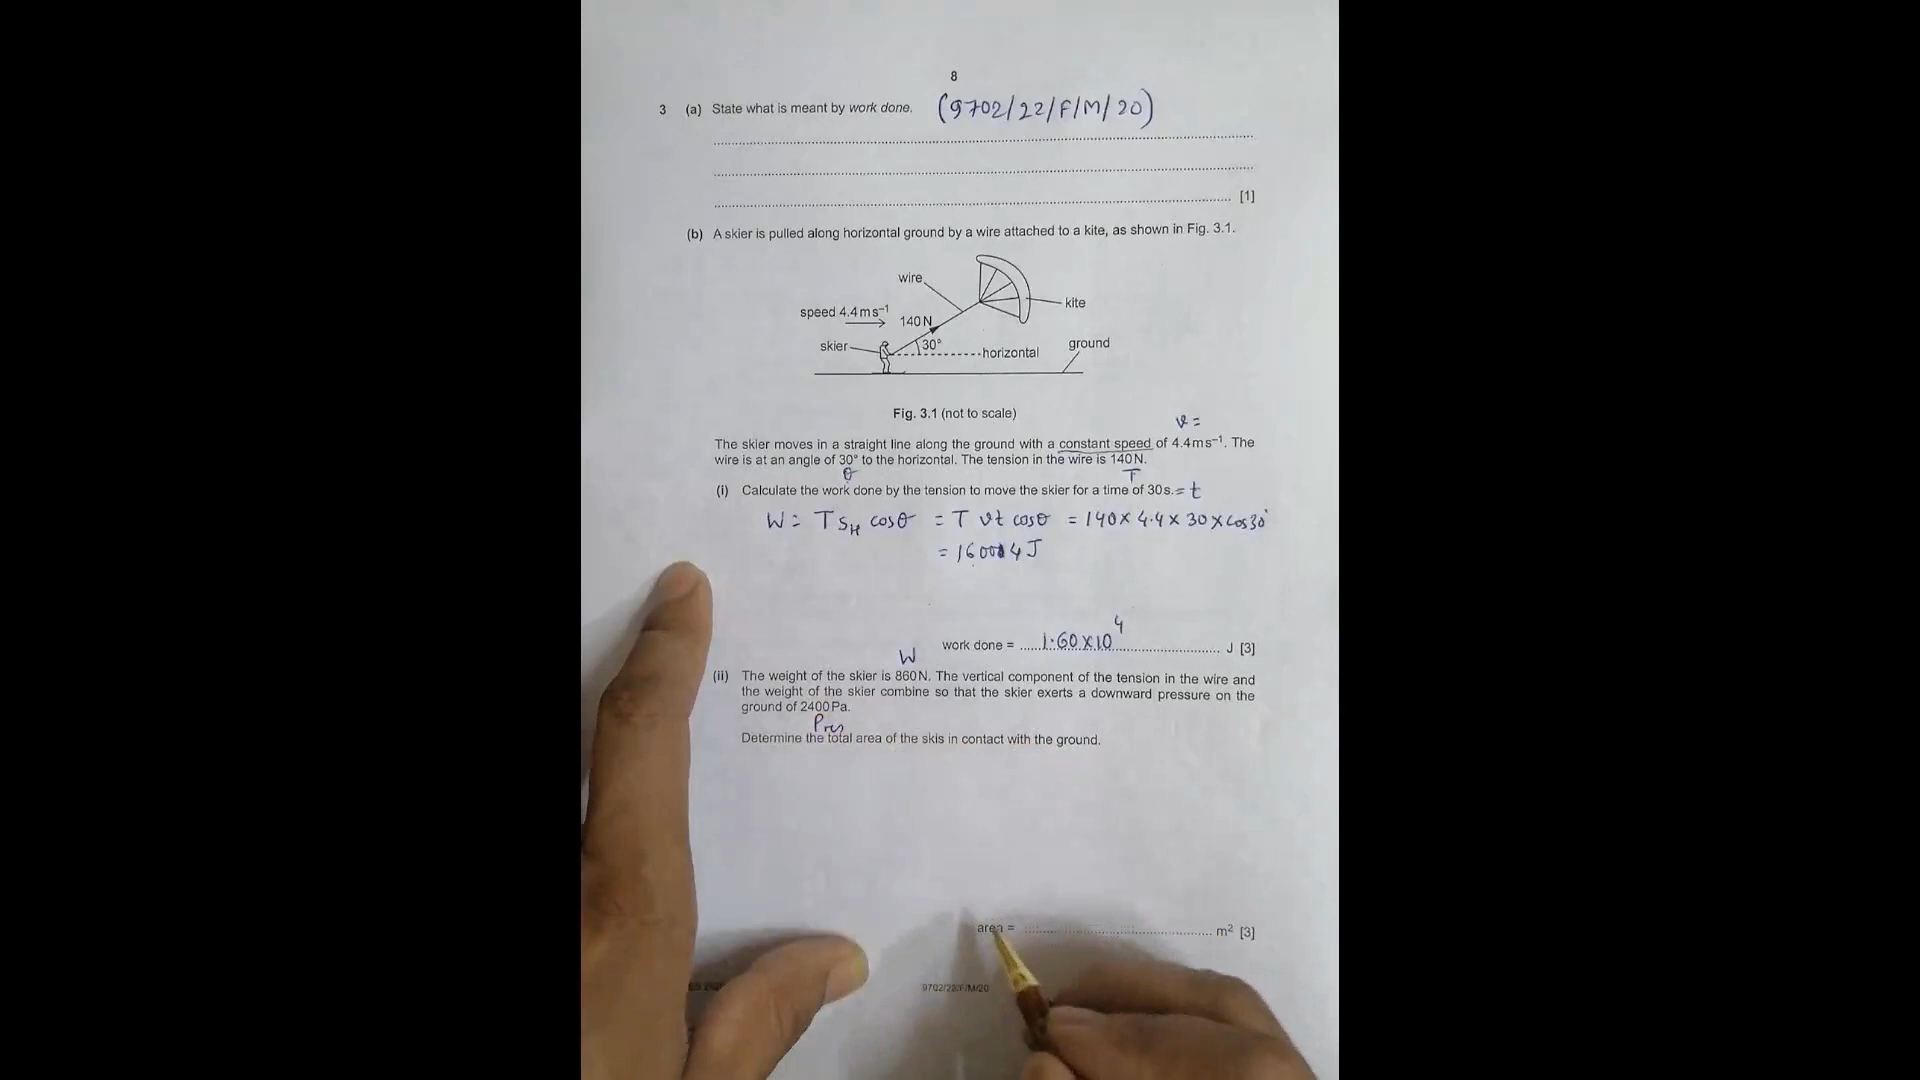 8
3 (a) State what is meant by work done. (9702/22/F/M/20)
[1]
(b) A skier is pulled along horizontal ground by a wire attached to a kite, as shown in Fig. 3.1.
wire
kite
speed 4.4 m s⁻¹
140 N
skier
30°
horizontal
ground
Fig. 3.1 (not to scale)
v =
The skier moves in a straight line along the ground with a constant speed of 4.4 m s⁻¹. The
wire is at an angle of 30° to the horizontal. The tension in the wire is 140 N.
θ T
(i) Calculate the work done by the tension to move the skier for a time of 30 s. = t
W = T S_H cosθ = T vt cosθ = 140 × 4.4 × 30 × cos30°
= 16004 J
work done = 1.60×10⁴ J [3]
W
(ii) The weight of the skier is 860 N. The vertical component of the tension in the wire and
the weight of the skier combine so that the skier exerts a downward pressure on the
ground of 2400 Pa.
Determine the total area of the skis in contact with the ground.
area = m² [3]
9702/22/F/M/20